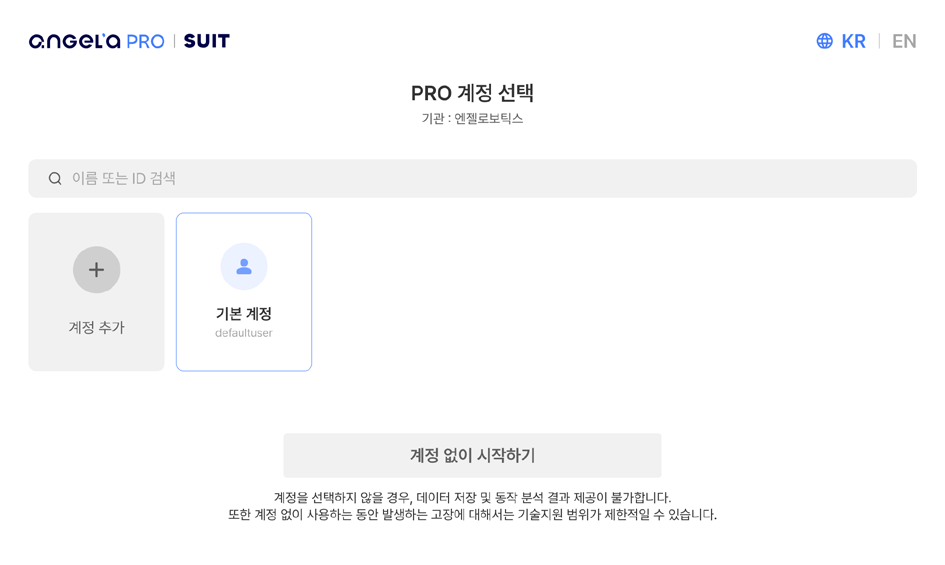 angel'a PRO | SUIT
KR | EN
PRO 계정 선택
기관 : 엔젤로보틱스
이름 또는 ID 검색
계정 추가
기본 계정
defaultuser
계정 없이 시작하기
계정을 선택하지 않을 경우, 데이터 저장 및 동작 분석 결과 제공이 불가합니다.
또한 계정 없이 사용하는 동안 발생하는 고장에 대해서는 기술지원 범위가 제한적일 수 있습니다.